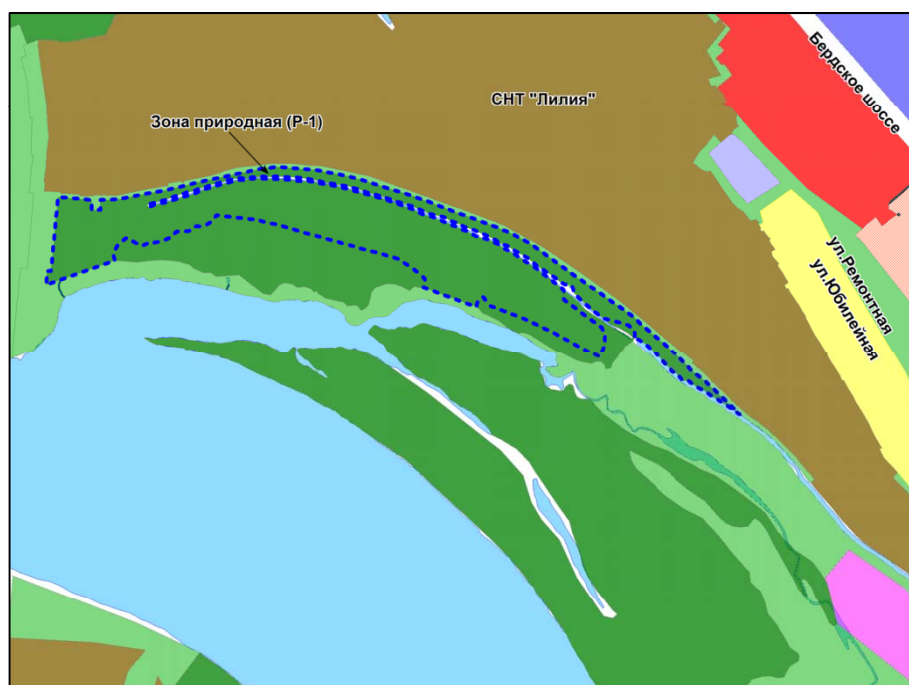 Бердское шоссе
СНТ "Лилия"
Зона природная (Р-1)
ул.Ремонтная
ул.Юбилейная